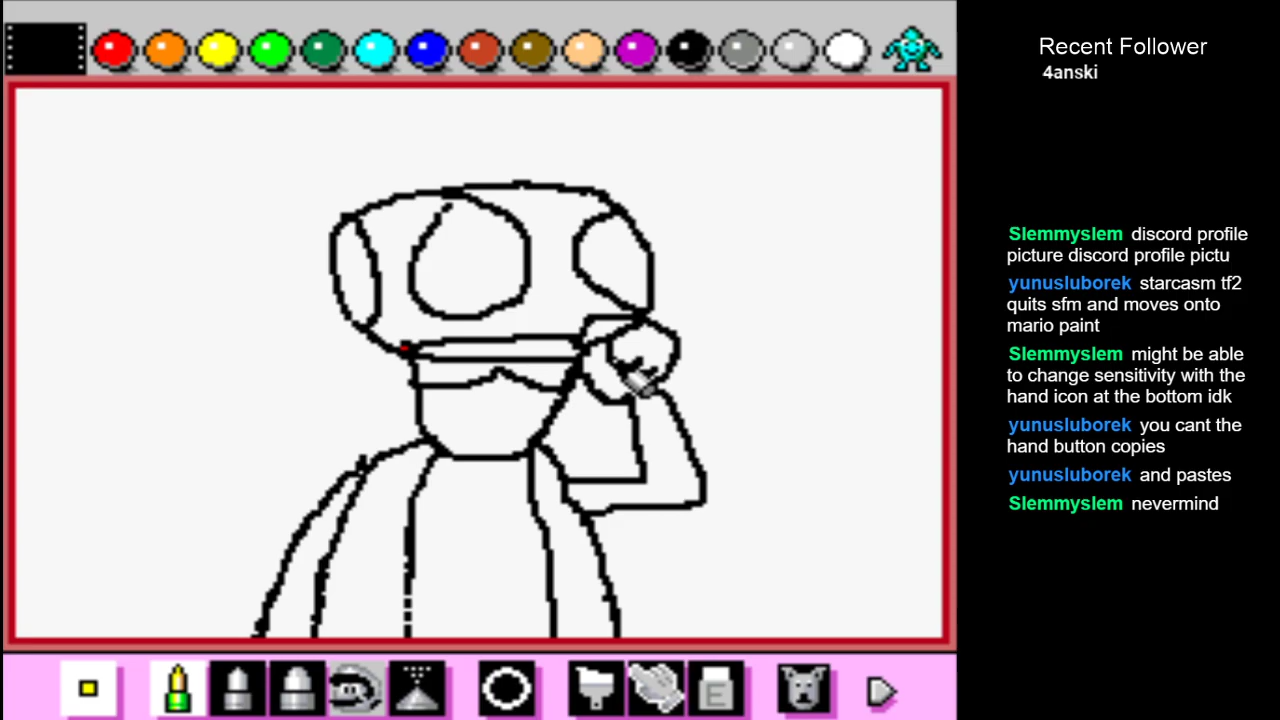 Recent Follower
4anski
Slemmyslem discord profile
picture discord profile pictu
yunusluborek starcasm tf2
quits sfm and moves onto
mario paint
Slemmyslem might be able
to change sensitivity with the
hand icon at the bottom idk
yunusluborek you cant the
hand button copies
yunusluborek and pastes
Slemmyslem nevermind
E